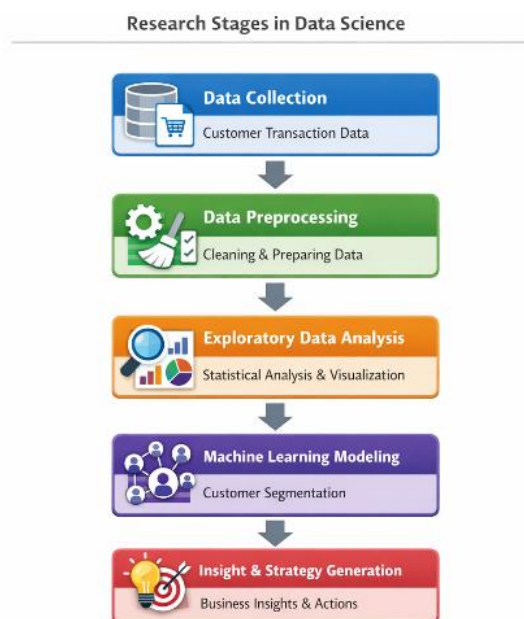 Research Stages in Data Science
Data Collection
Customer Transaction Data
Data Preprocessing
Cleaning & Preparing Data
Exploratory Data Analysis
Statistical Analysis & Visualization
Machine Learning Modeling
Customer Segmentation
Insight & Strategy Generation
Business Insights & Actions